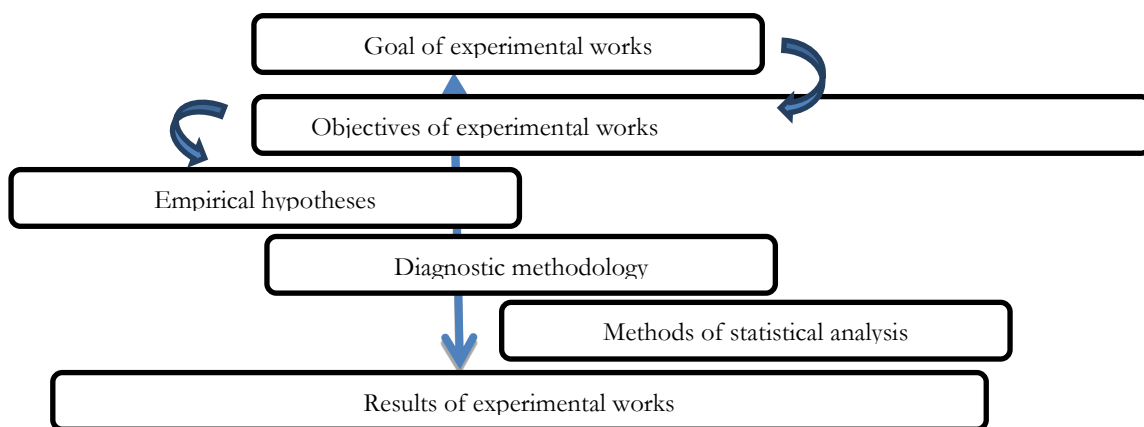 Goal of experimental works
Objectives of experimental works
Empirical hypotheses
Diagnostic methodology
Methods of statistical analysis
Results of experimental works